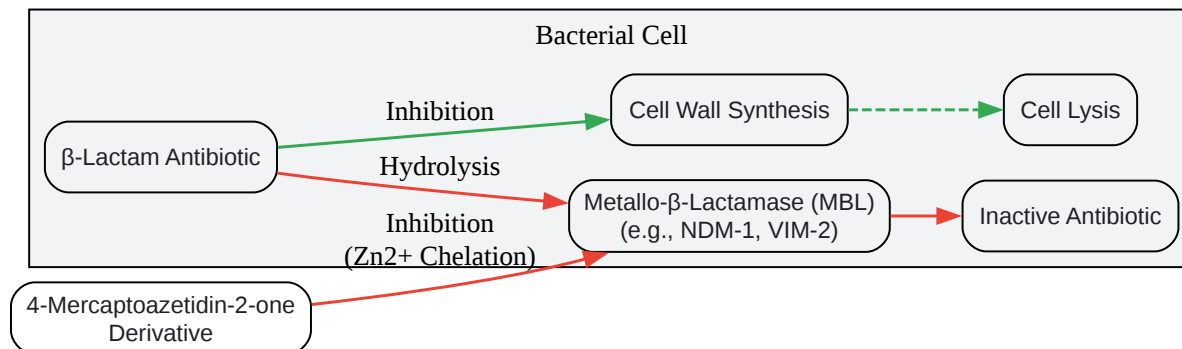 Bacterial Cell
Inhibition
Cell Wall Synthesis
Cell Lysis
β-Lactam Antibiotic
Hydrolysis
Metallo-β-Lactamase (MBL)
(e.g., NDM-1, VIM-2)
Inactive Antibiotic
Inhibition
(Zn2+ Chelation)
4-Mercaptoazetidin-2-one
Derivative